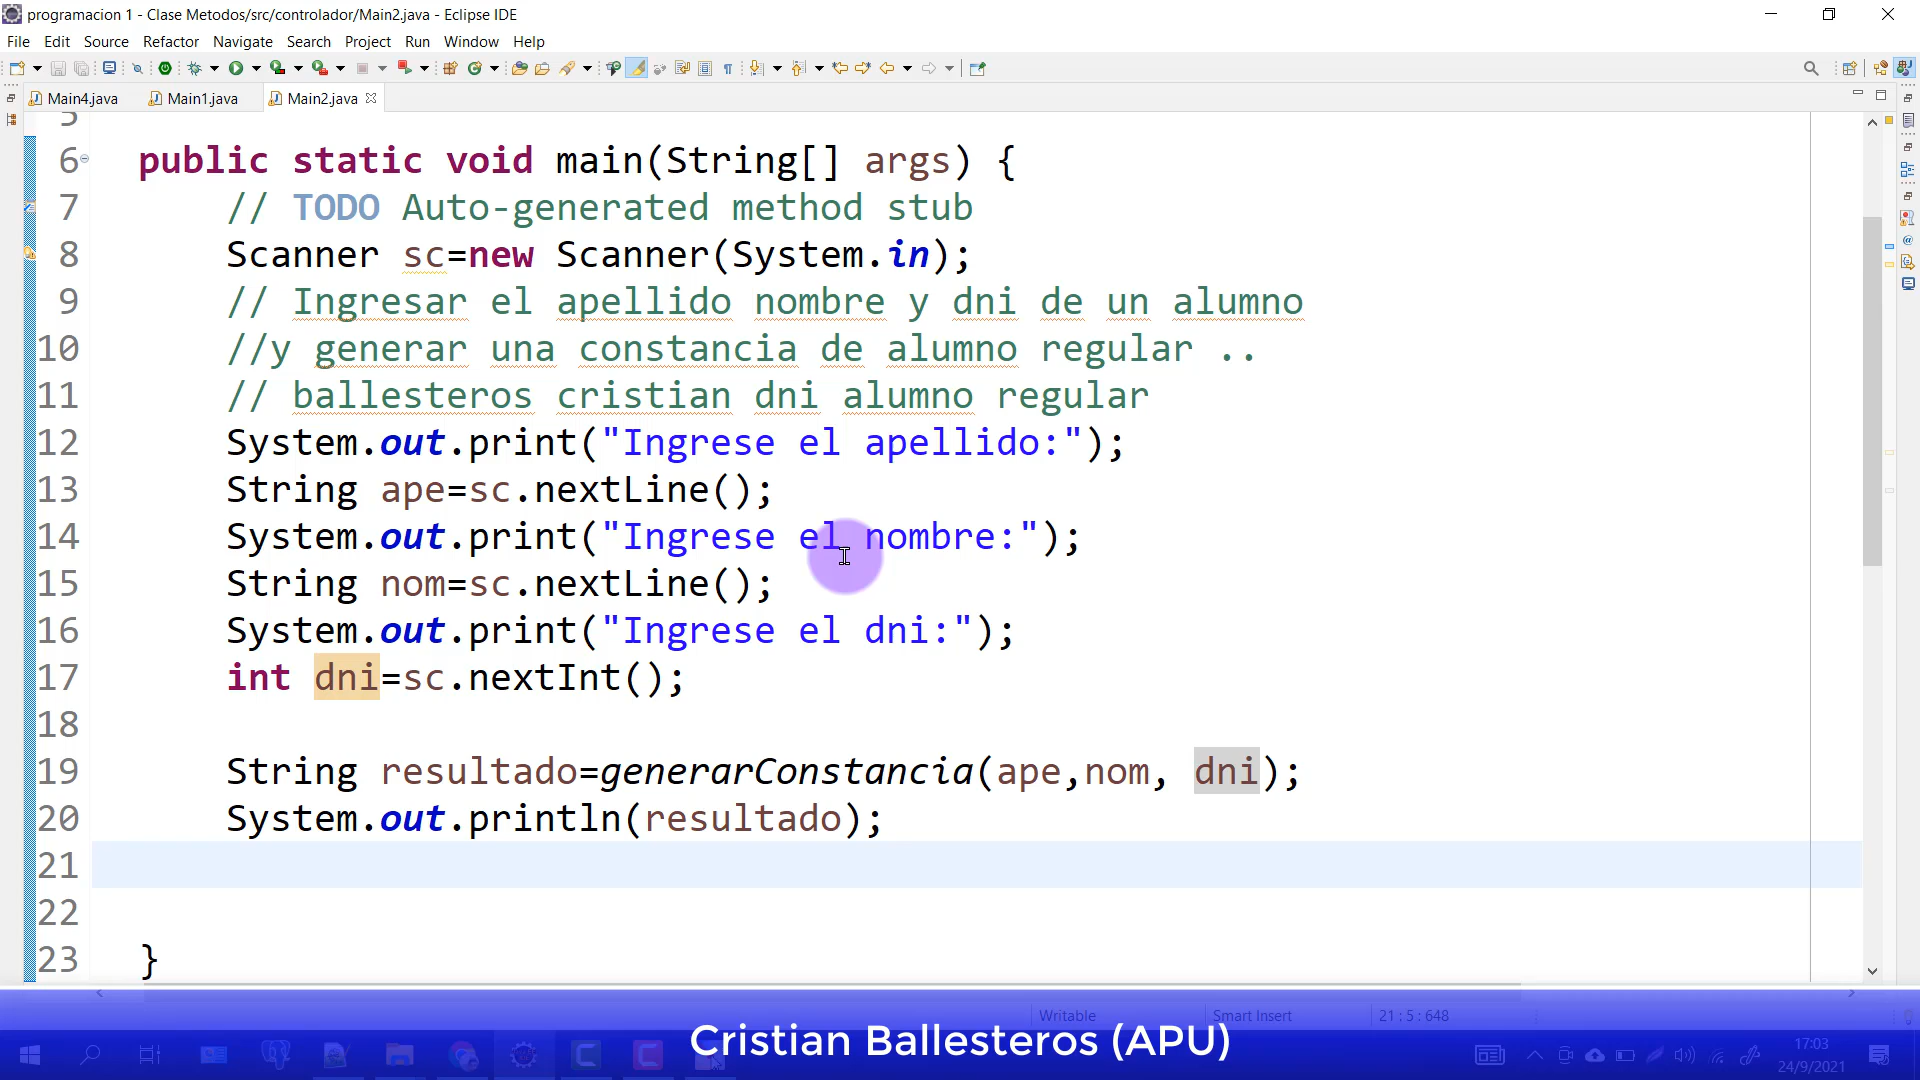 programacion 1 - Clase Metodos/src/controlador/Main2.java - Eclipse IDE
File Edit Source Refactor Navigate Search Project Run Window Help
Main4.java Main1.java Main2.java
5
6 public static void main(String[] args) {
7 // TODO Auto-generated method stub
8 Scanner sc=new Scanner(System.in);
9 // Ingresar el apellido nombre y dni de un alumno
10 //y generar una constancia de alumno regular ..
11 // ballesteros cristian dni alumno regular
12 System.out.print("Ingrese el apellido:");
13 String ape=sc.nextLine();
14 System.out.print("Ingrese el nombre:");
15 String nom=sc.nextLine();
16 System.out.print("Ingrese el dni:");
17 int dni=sc.nextInt();
18
19 String resultado=generarConstancia(ape,nom, dni);
20 System.out.println(resultado);
21
22
23 }
Writable Smart Insert 21 : 5 : 648
Cristian Ballesteros (APU)
17:03
24/9/2021